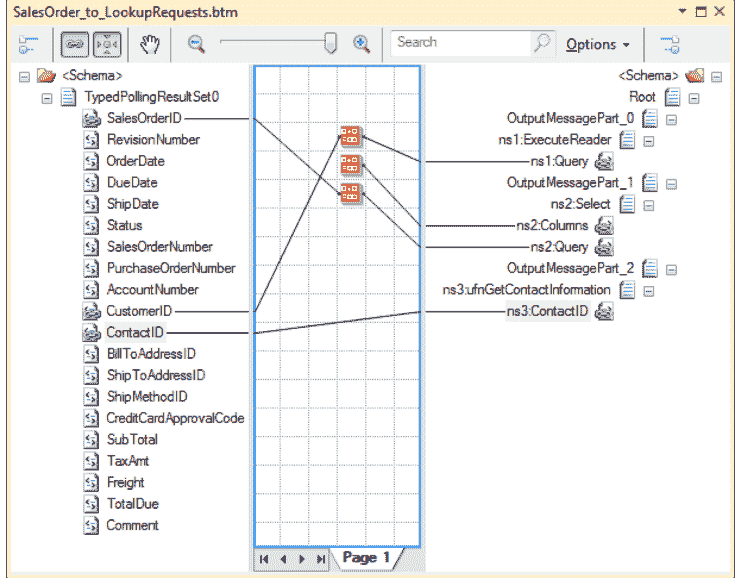 SalesOrder_to_LookupRequests.btm
Search
Options
<Schema>
TypedPollingResultSet0
SalesOrderID
RevisionNumber
OrderDate
DueDate
ShipDate
Status
SalesOrderNumber
PurchaseOrderNumber
AccountNumber
CustomerID
ContactID
BillToAddressID
ShipToAddressID
ShipMethodID
CreditCardApprovalCode
SubTotal
TaxAmt
Freight
TotalDue
Comment
<Schema>
Root
OutputMessagePart_0
ns1:ExecuteReader
ns1:Query
OutputMessagePart_1
ns2:Select
ns2:Columns
ns2:Query
OutputMessagePart_2
ns3:ufnGetContactInformation
ns3:ContactID
Page 1